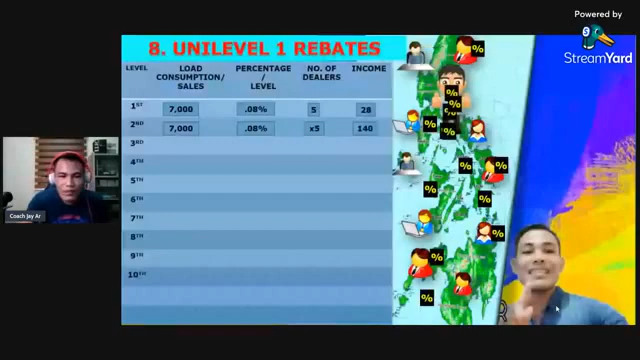 Powered by
S
StreamYard
8. UNILEVEL 1 REBATES
LEVEL LOAD CONSUMPTION/ SALES PERCENTAGE / LEVEL NO. OF DEALERS INCOME
1ST 7,000 .08% 5 28
2ND 7,000 .08% x5 140
3RD
4TH
5TH
6TH
7TH
8TH
9TH
10TH
%
%
%
%
%
%
%
%
%
%
%
%
%
%
Coach Jay Ar